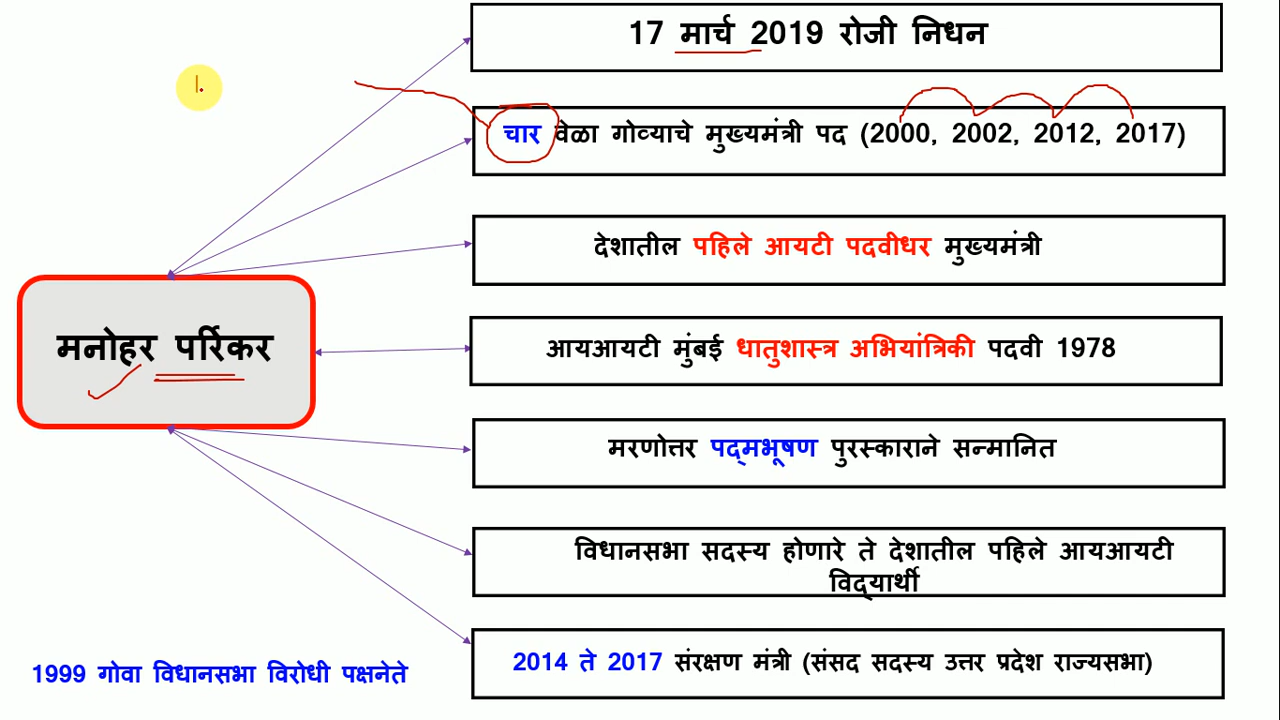 17 मार्च 2019 रोजी निधन
चार वेळा गोव्याचे मुख्यमंत्री पद (2000, 2002, 2012, 2017)
देशातील पहिले आयटी पदवीधर मुख्यमंत्री
मनोहर पर्रिकर
आयआयटी मुंबई धातुशास्त्र अभियांत्रिकी पदवी 1978
मरणोत्तर पद्मभूषण पुरस्काराने सन्मानित
विधानसभा सदस्य होणारे ते देशातील पहिले आयआयटी
विद्यार्थी
2014 ते 2017 संरक्षण मंत्री (संसद सदस्य उत्तर प्रदेश राज्यसभा)
1999 गोवा विधानसभा विरोधी पक्षनेते